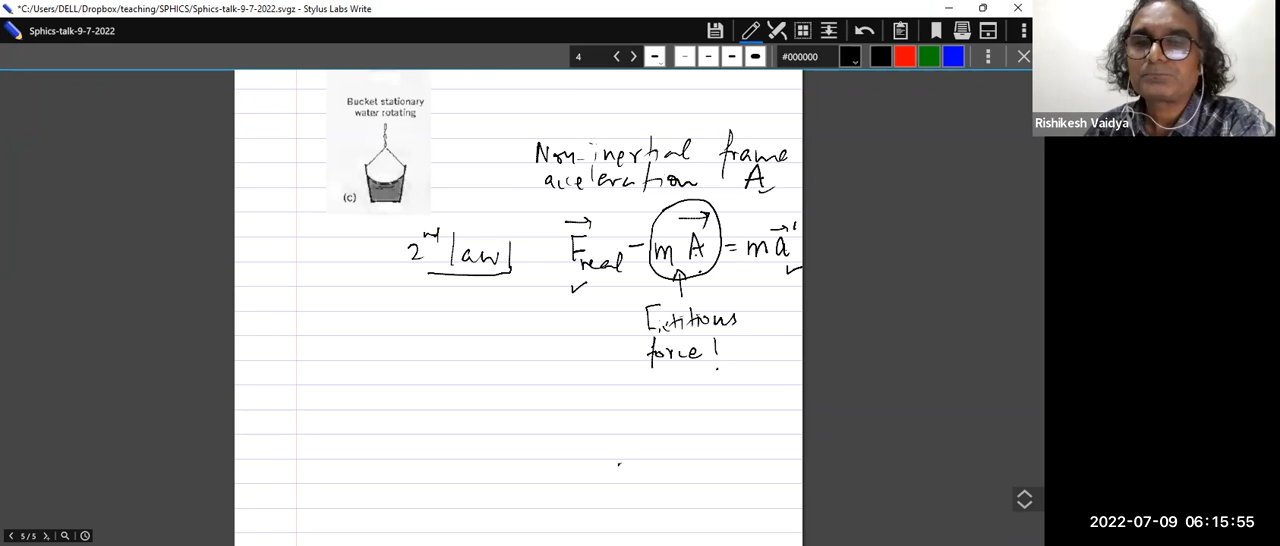 *C:/Users/DELL/Dropbox/teaching/SPHICS/Sphics-talk-9-7-2022.svgz - Stylus Labs Write
Sphics-talk-9-7-2022
4
#000000
Rishikesh Vaidya
Bucket stationary
water rotating
(c)
Non-inertial frame
acceleration A
2nd law F⃗real - mA⃗ = ma⃗'
Fictitious
force!
5/5
2022-07-09 06:15:55